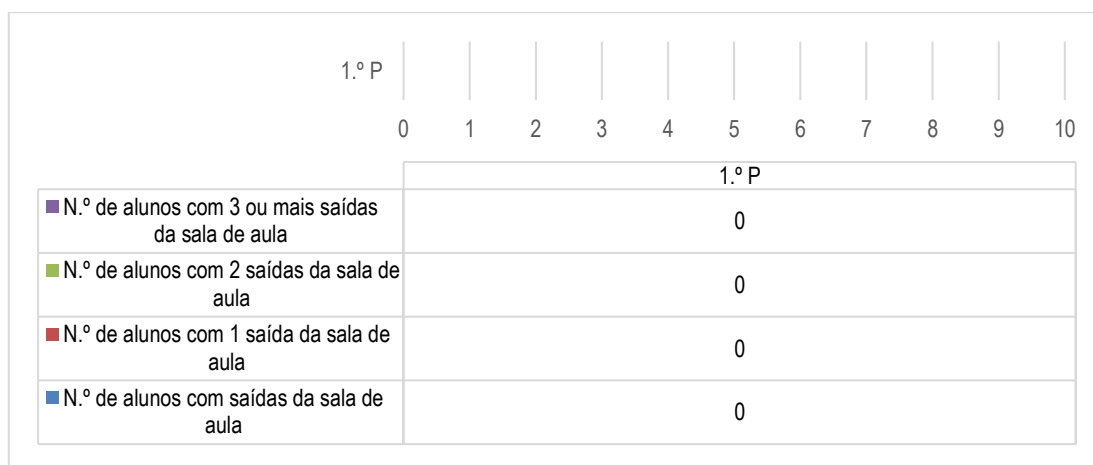 1.º P
0 1 2 3 4 5 6 7 8 9 10
1.º P
N.º de alunos com 3 ou mais saídas
da sala de aula
0
N.º de alunos com 2 saídas da sala de
aula
0
N.º de alunos com 1 saída da sala de
aula
0
N.º de alunos com saídas da sala de
aula
0